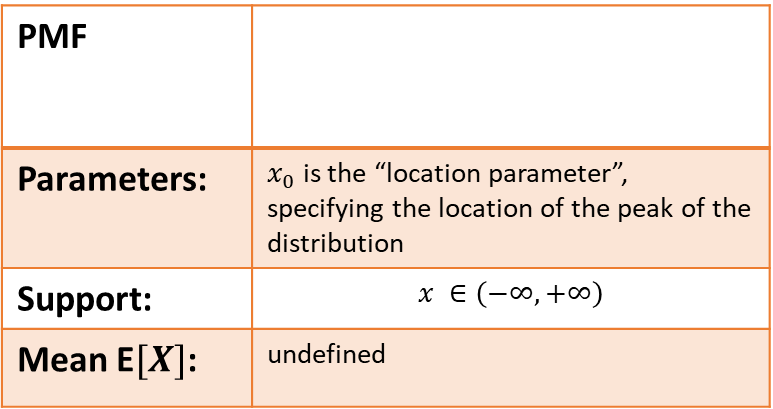 PMF
Parameters:
x₀ is the “location parameter”,
specifying the location of the peak of the
distribution
Support:
x ∈ (−∞, +∞)
Mean E[X]:
undefined